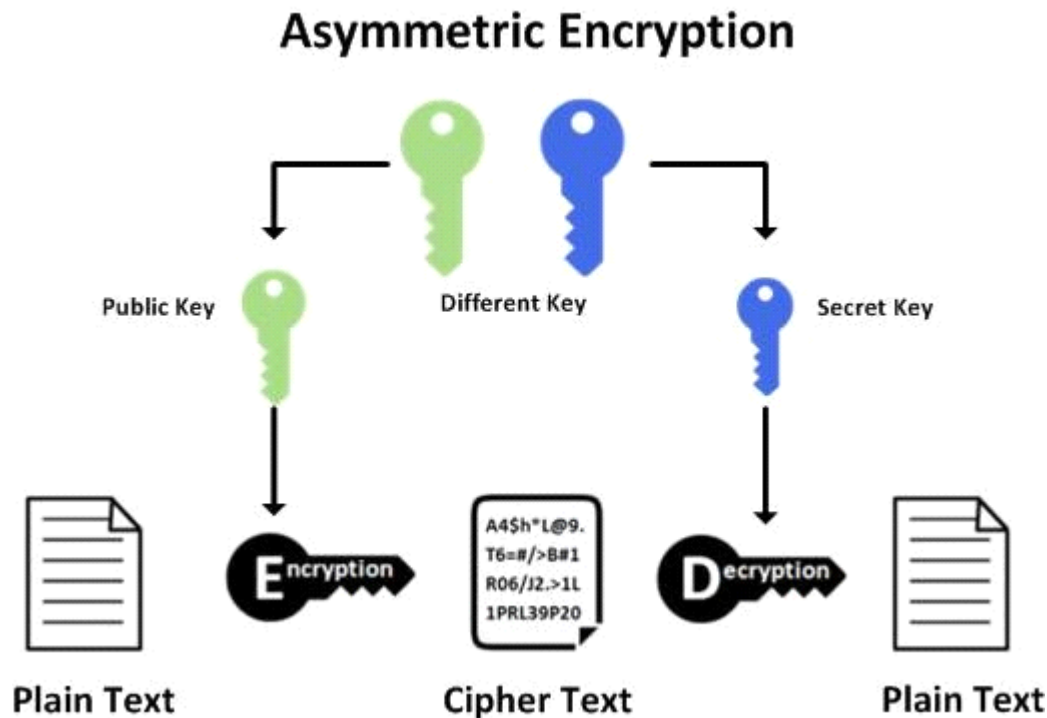 Asymmetric Encryption
Public Key
Different Key
Secret Key
Encryption
A4$h*L@9.
T6=#/>B#1
R06/J2.>1L
1PRL39P20
Decryption
Plain Text
Cipher Text
Plain Text